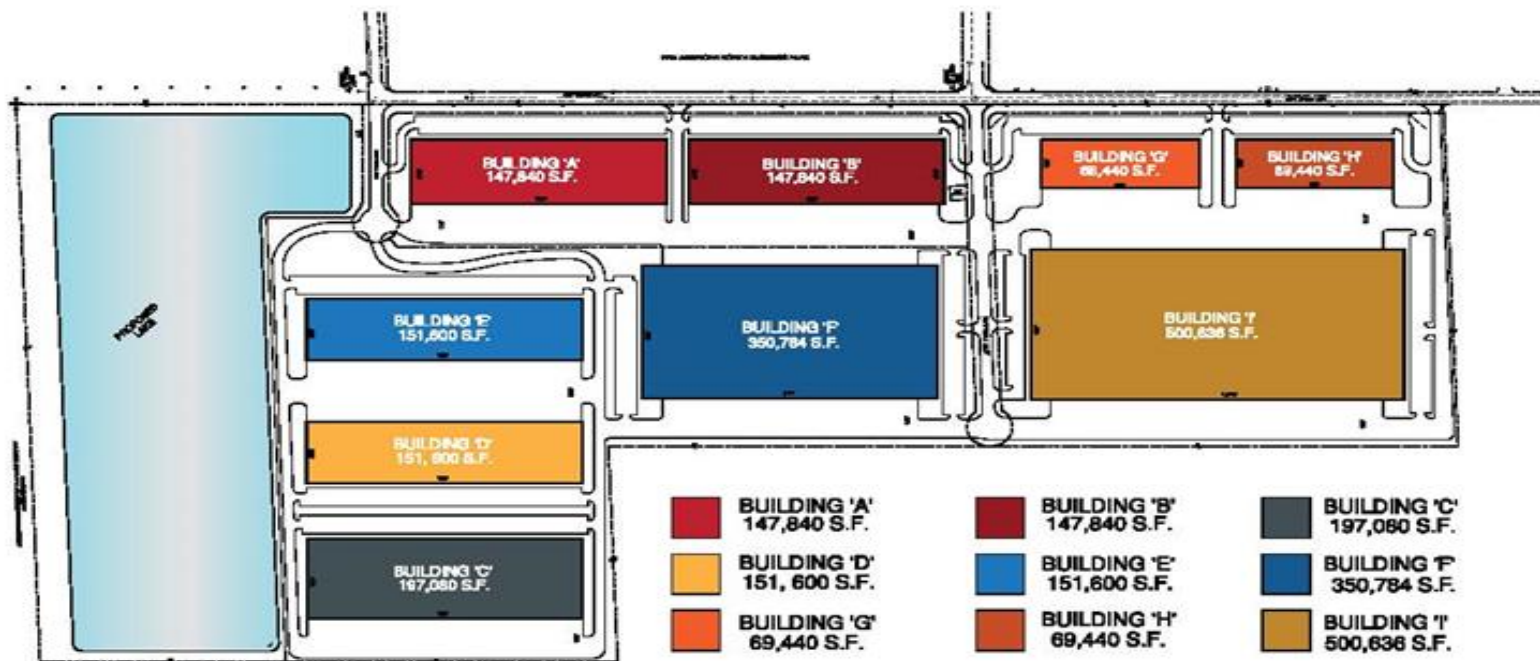 BUILDING 'A'
147,840 S.F.
BUILDING 'B'
147,840 S.F.
BUILDING 'G'
69,440 S.F.
BUILDING 'H'
69,440 S.F.
PROPOSED
LAKE
BUILDING 'E'
151,600 S.F.
BUILDING 'F'
350,784 S.F.
BUILDING 'I'
500,636 S.F.
BUILDING 'D'
151, 600 S.F.
BUILDING 'C'
197,080 S.F.
BUILDING 'A'
147,840 S.F.
BUILDING 'B'
147,840 S.F.
BUILDING 'C'
197,080 S.F.
BUILDING 'D'
151, 600 S.F.
BUILDING 'E'
151,600 S.F.
BUILDING 'F'
350,784 S.F.
BUILDING 'G'
69,440 S.F.
BUILDING 'H'
69,440 S.F.
BUILDING 'I'
500,636 S.F.